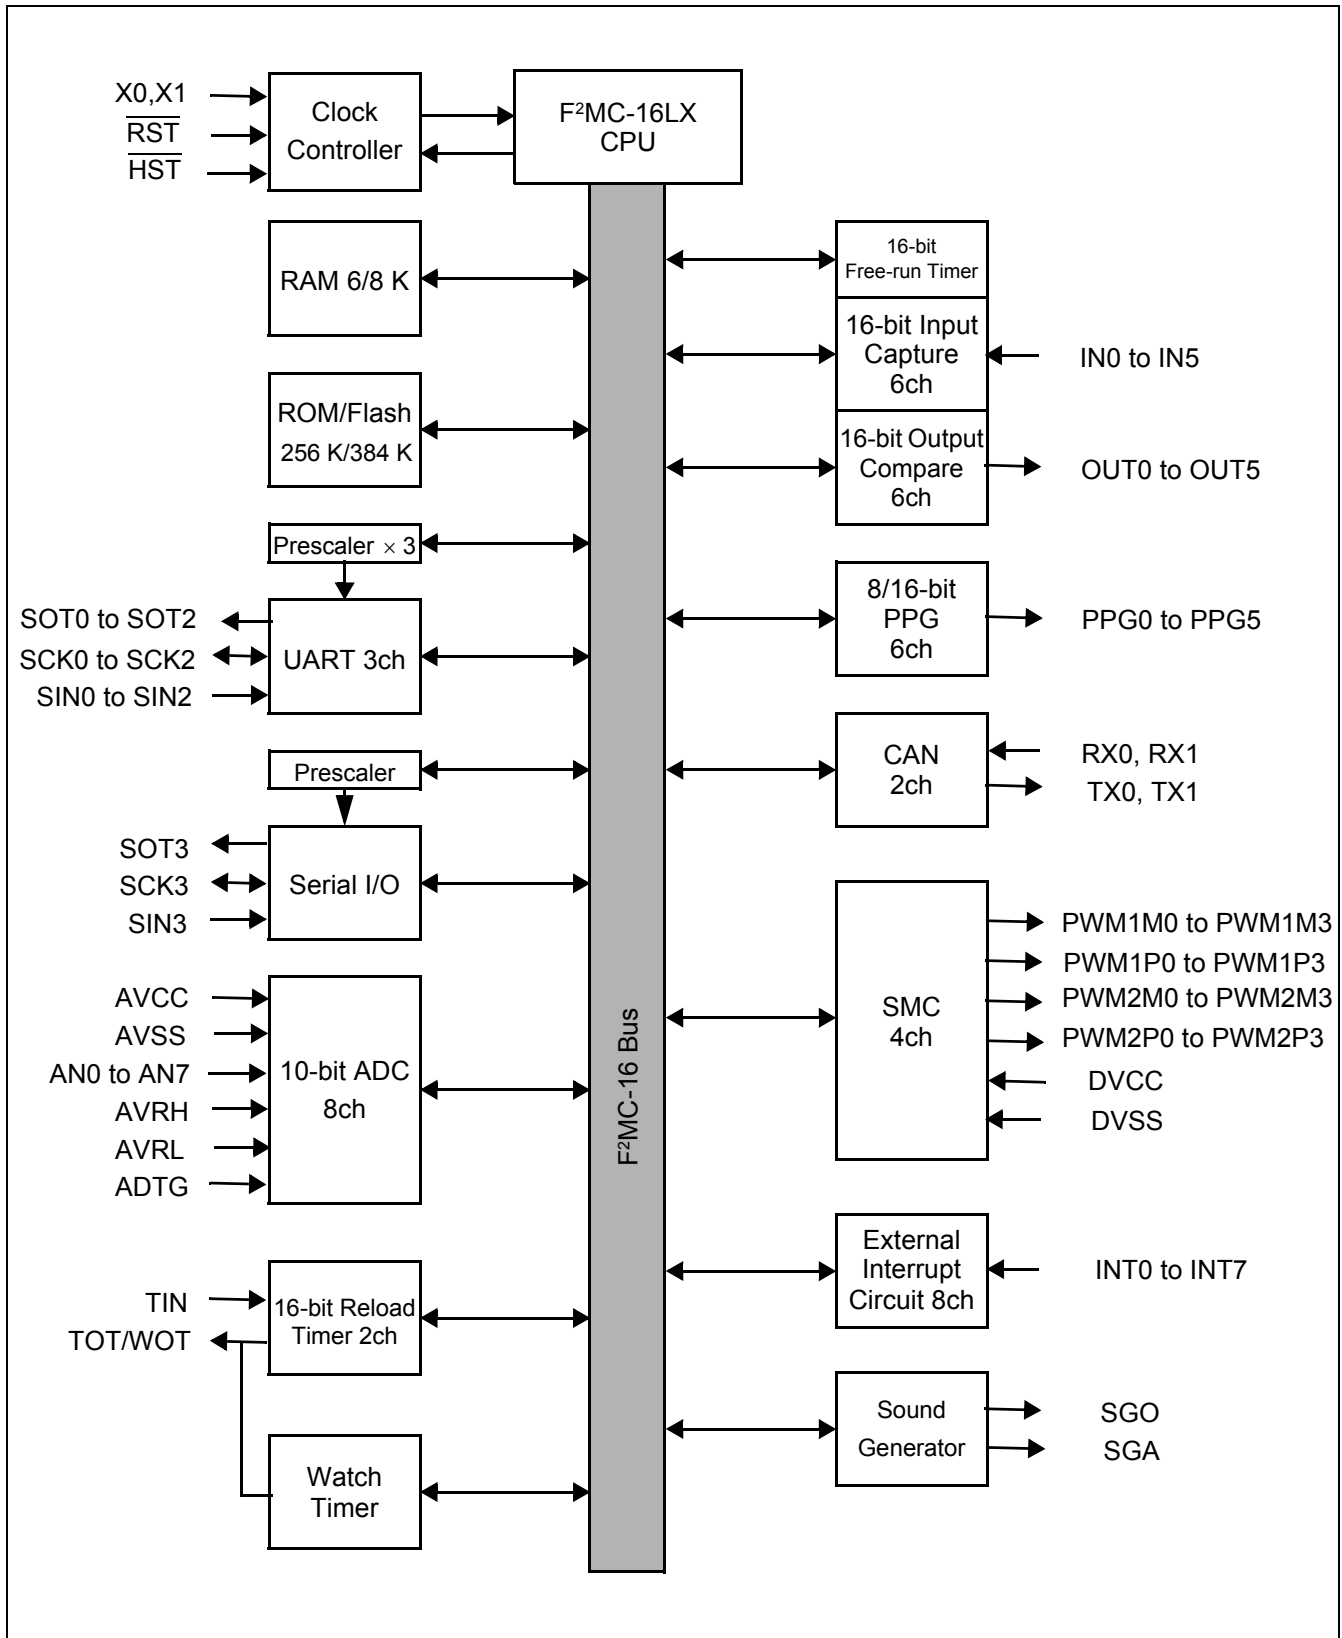 X0,X1
RST
HST
Clock
Controller
F²MC-16LX
CPU
RAM 6/8 K
ROM/Flash
256 K/384 K
Prescaler × 3
SOT0 to SOT2
SCK0 to SCK2
SIN0 to SIN2
UART 3ch
Prescaler
SOT3
SCK3
SIN3
Serial I/O
AVCC
AVSS
AN0 to AN7
AVRH
AVRL
ADTG
10-bit ADC
8ch
TIN
TOT/WOT
16-bit Reload
Timer 2ch
Watch
Timer
F²MC-16 Bus
16-bit
Free-run Timer
16-bit Input
Capture
6ch
IN0 to IN5
16-bit Output
Compare
6ch
OUT0 to OUT5
8/16-bit
PPG
6ch
PPG0 to PPG5
CAN
2ch
RX0, RX1
TX0, TX1
SMC
4ch
PWM1M0 to PWM1M3
PWM1P0 to PWM1P3
PWM2M0 to PWM2M3
PWM2P0 to PWM2P3
DVCC
DVSS
External
Interrupt
Circuit 8ch
INT0 to INT7
Sound
Generator
SGO
SGA